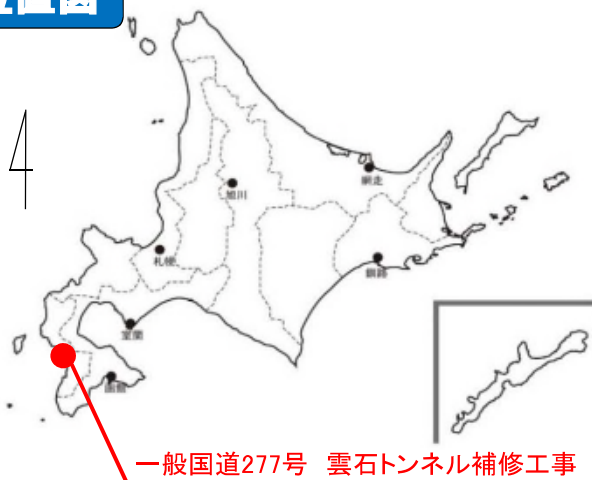 位置図
網走
旭川
札幌
釧路
室蘭
函館
一般国道277号 雲石トンネル補修工事